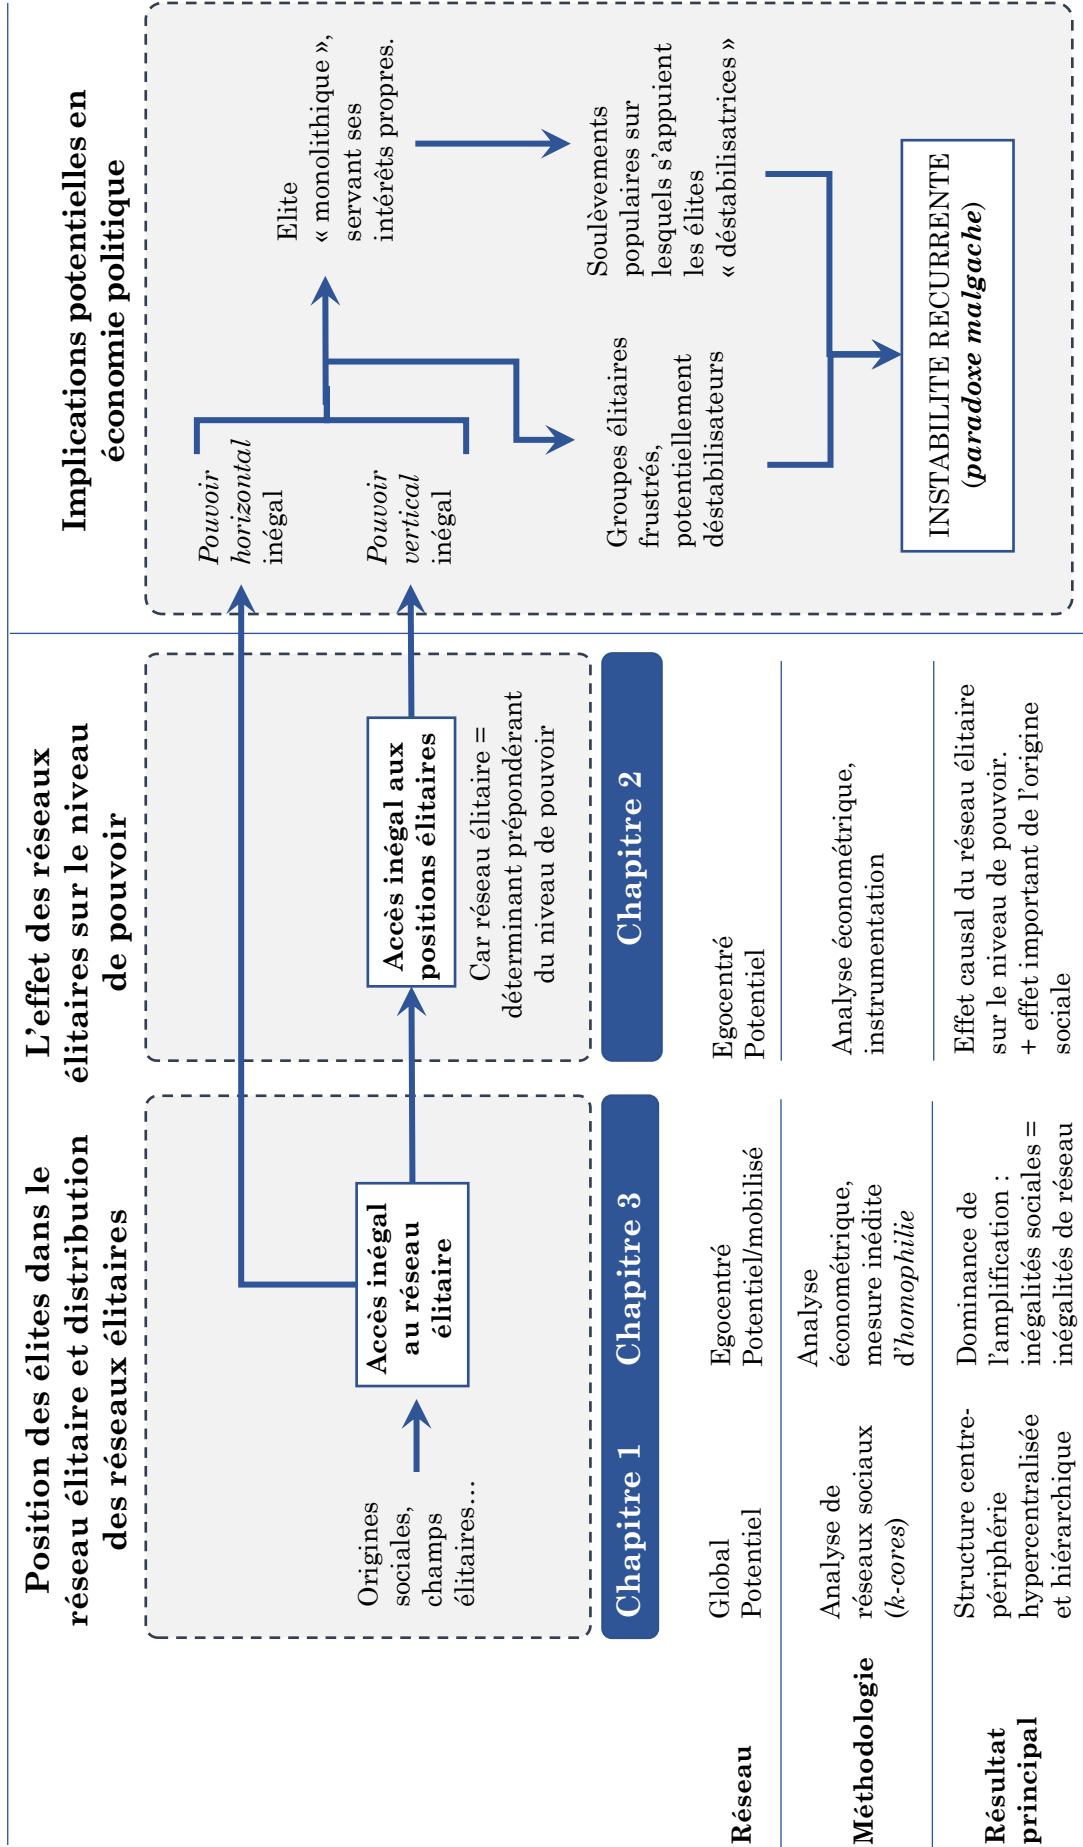 Position des élites dans le
réseau élitaire et distribution
des réseaux élitaires
L'effet des réseaux
élitaires sur le niveau
de pouvoir
Implications potentielles en
économie politique
Origines
sociales,
champs
élitaires…
Accès inégal
au réseau
élitaire
Accès inégal aux
positions élitaires
Car réseau élitaire =
déterminant prépondérant
du niveau de pouvoir
Pouvoir
horizontal
inégal
Pouvoir
vertical
inégal
Elite
« monolithique »,
servant ses
intérêts propres.
Groupes élitaires
frustrés,
potentiellement
déstabilisateurs
Soulèvements
populaires sur
lesquels s'appuient
les élites
« déstabilisatrices »
INSTABILITE RECURRENTE
(paradoxe malgache)
Chapitre 1
Chapitre 3
Chapitre 2
Réseau
Global
Potentiel
Egocentré
Potentiel/mobilisé
Egocentré
Potentiel
Méthodologie
Analyse de
réseaux sociaux
(k-cores)
Analyse
économétrique,
mesure inédite
d'homophilie
Analyse économétrique,
instrumentation
Résultat
principal
Structure centre-
périphérie
hypercentralisée
et hiérarchique
Dominance de
l'amplification :
inégalités sociales =
inégalités de réseau
Effet causal du réseau élitaire
sur le niveau de pouvoir.
+ effet important de l'origine
sociale